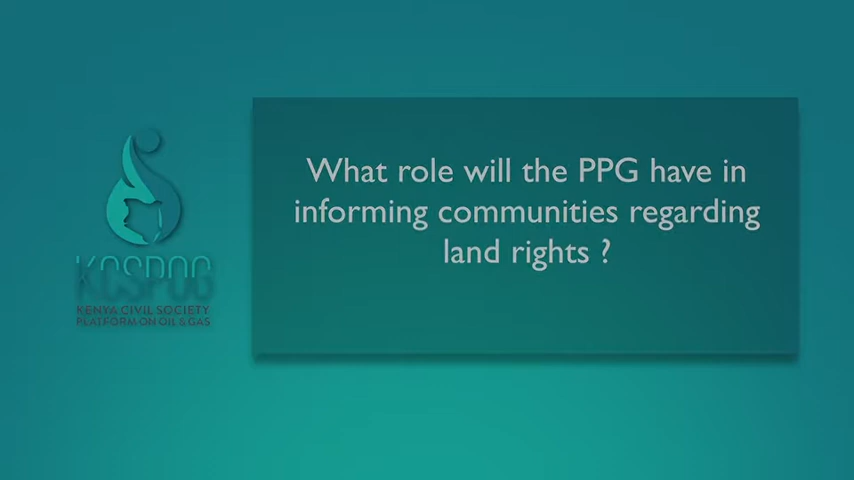 What role will the PPG have in
informing communities regarding
land rights ?
KCSPOG
KENYA CIVIL SOCIETY
PLATFORM ON OIL & GAS